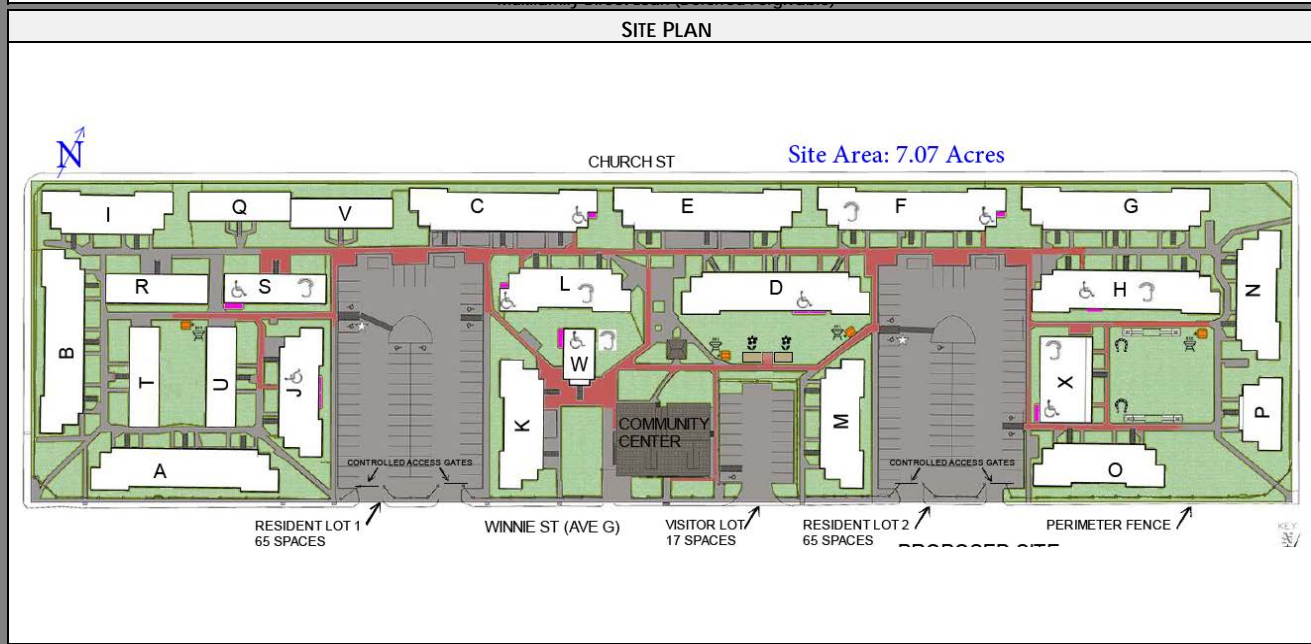 SITE PLAN
N
CHURCH ST
Site Area: 7.07 Acres
I
Q
V
C
E
F
G
R
S
L
D
H
N
B
T
U
J
W
X
P
K
COMMUNITY
CENTER
M
A
O
CONTROLLED ACCESS GATES
CONTROLLED ACCESS GATES
RESIDENT LOT 1
65 SPACES
WINNIE ST (AVE G)
VISITOR LOT
17 SPACES
RESIDENT LOT 2
65 SPACES
PERIMETER FENCE
KEY